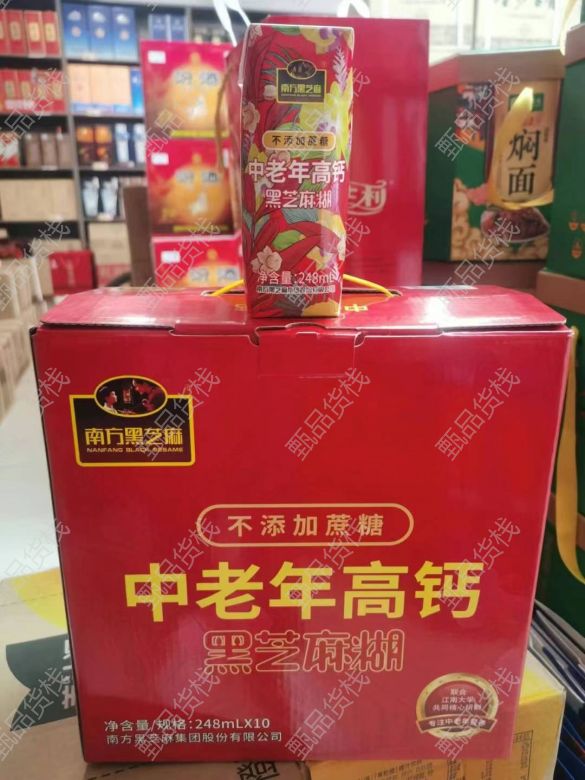 南方黑芝麻
NANFANG BLACK SESAME
不添加蔗糖
中老年高钙
黑芝麻糊
净含量:248mL
焖面
南方黑芝麻
NANFANG BLACK SESAME
不添加蔗糖
中老年高钙
黑芝麻糊
净含量/规格:248mLX10
南方黑芝麻集团股份有限公司
联合
江南大学
共同核心研制
专注中老年营养
甄品货栈